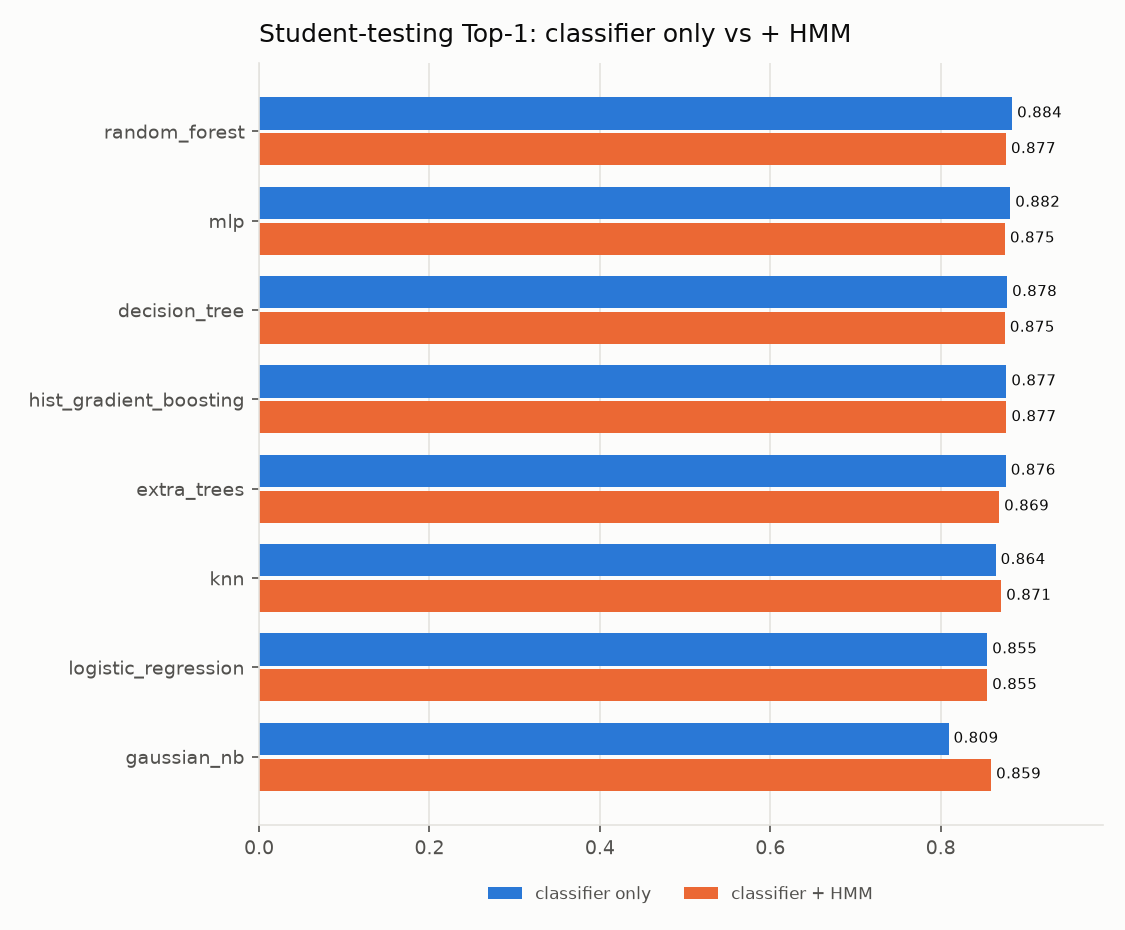 Student-testing Top-1: classifier only vs + HMM
random_forest
0.884
0.877
mlp
0.882
0.875
decision_tree
0.878
0.875
hist_gradient_boosting
0.877
0.877
extra_trees
0.876
0.869
knn
0.864
0.871
logistic_regression
0.855
0.855
gaussian_nb
0.809
0.859
0.0 0.2 0.4 0.6 0.8
classifier only classifier + HMM